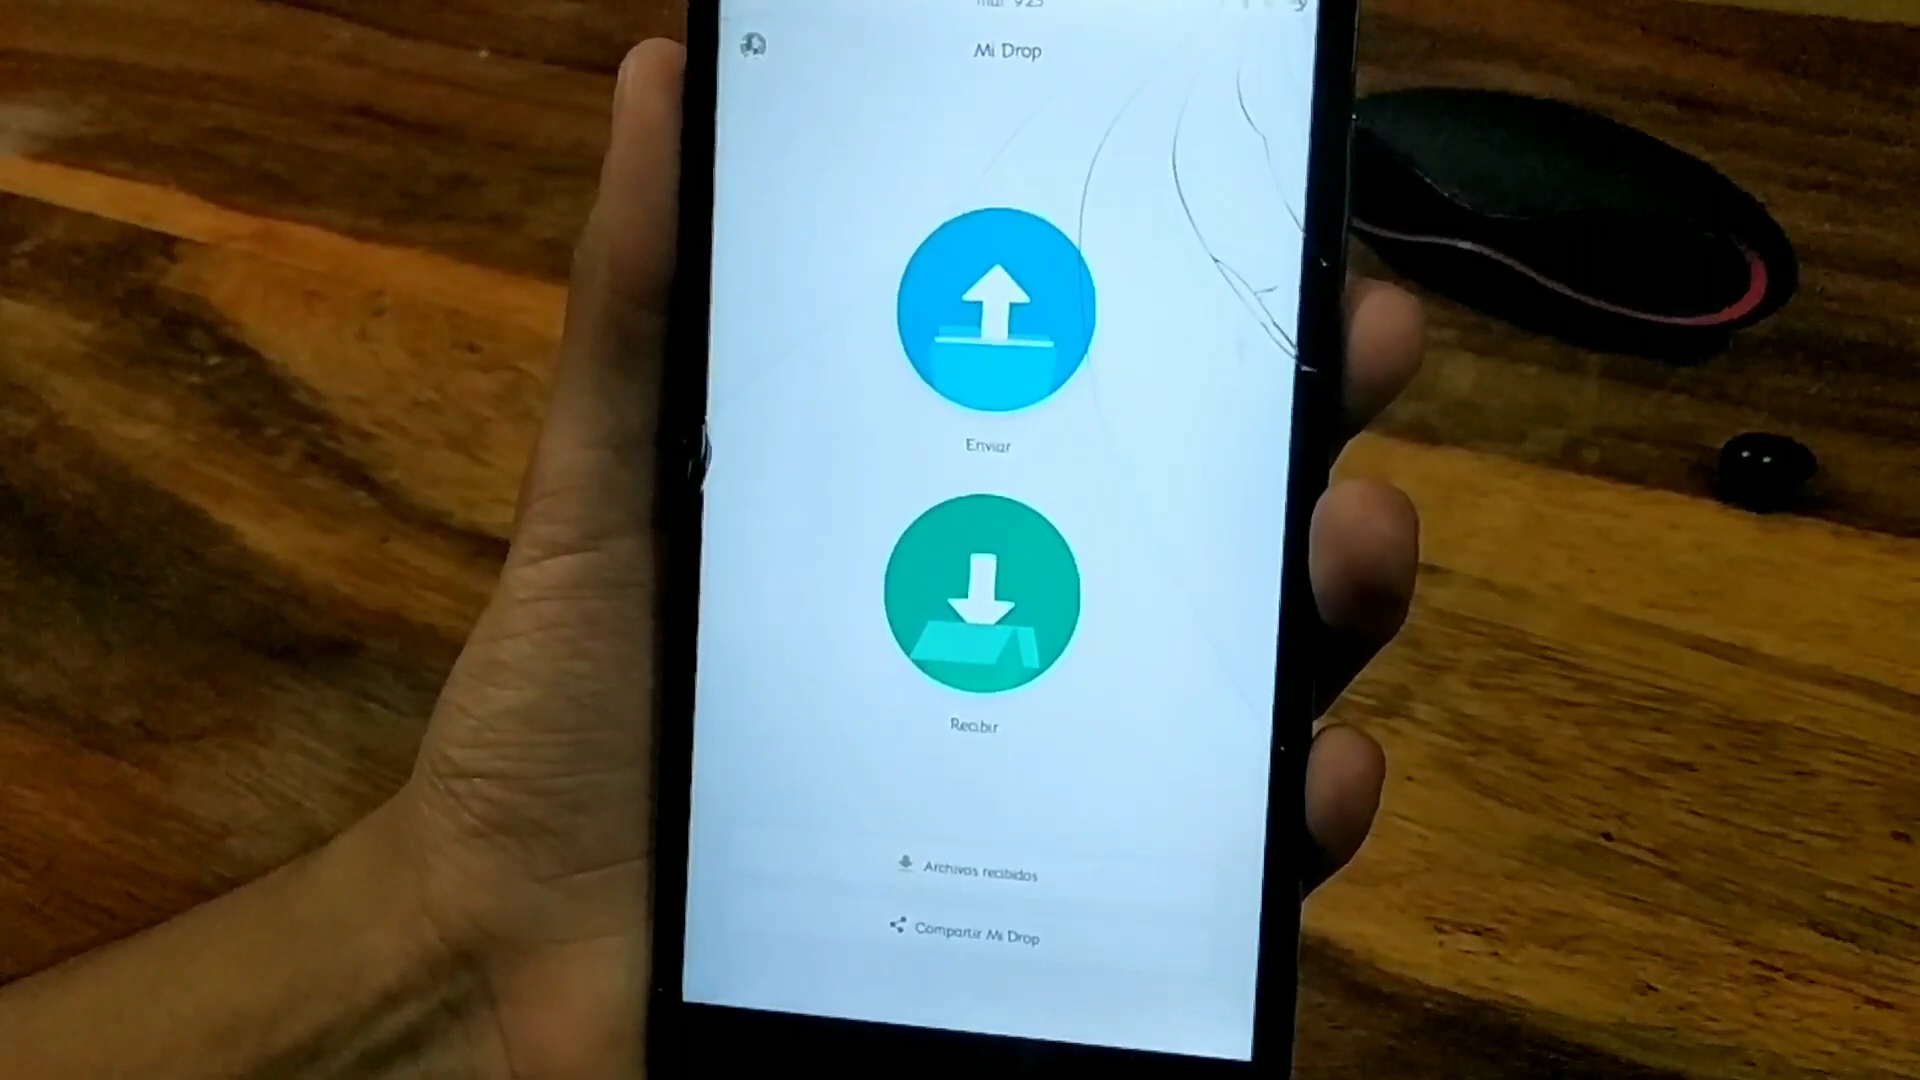 Mi Drop
Enviar
Recibir
Archivos recibidos
Compartir Mi Drop